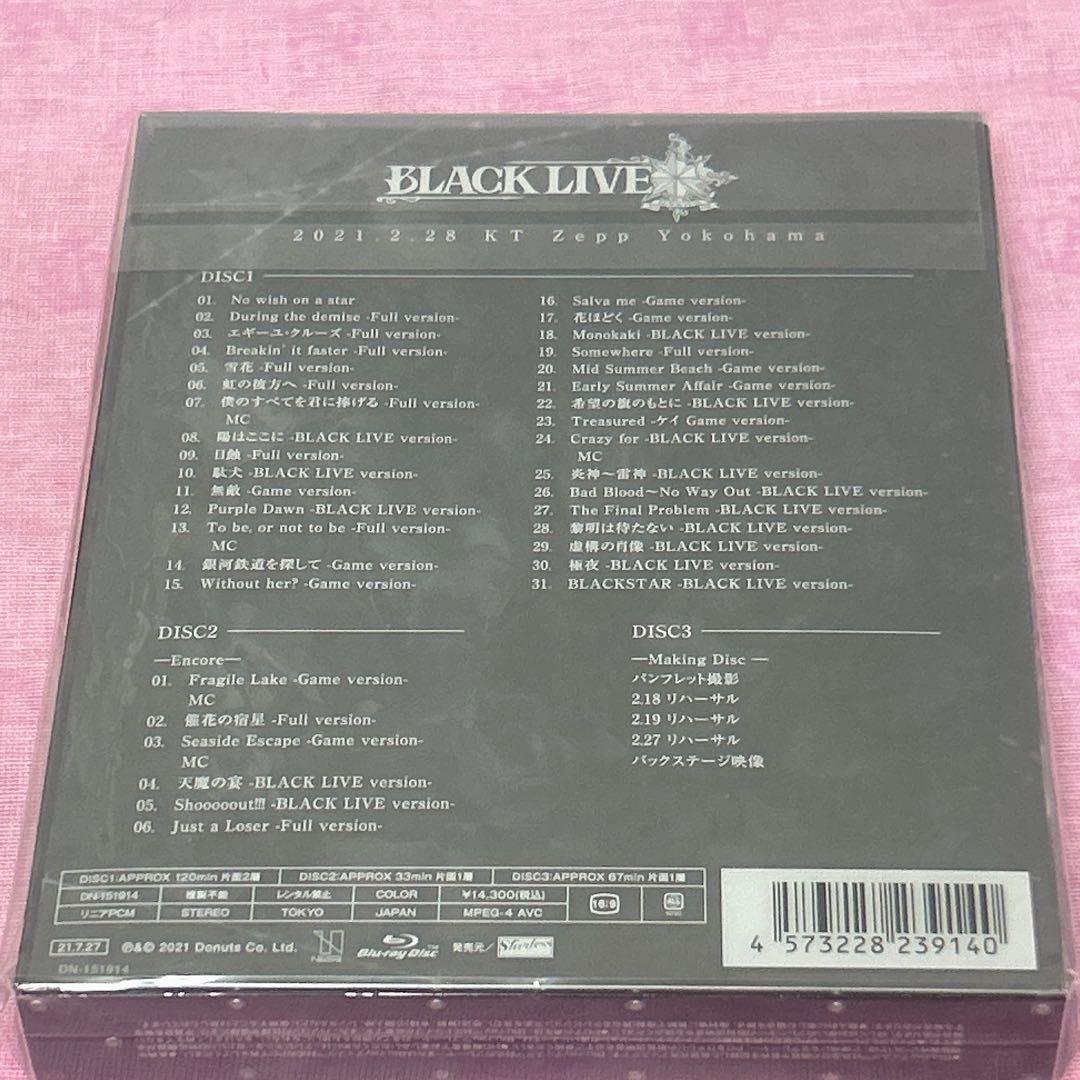 BLACK LIVE
2021.2.28 KT Zepp Yokohama
DISC1
01. No wish on a star
02. During the demise -Full version-
03. エギーユ・クルーズ -Full version-
04. Breakin' it faster -Full version-
05. 雪花 -Full version-
06. 虹の彼方へ -Full version-
07. 僕のすべてを君に捧げる -Full version-
MC
08. 陽はここに -BLACK LIVE version-
09. 日蝕 -Full version-
10. 駄犬 -BLACK LIVE version-
11. 無敵 -Game version-
12. Purple Dawn -BLACK LIVE version-
13. To be, or not to be -Full version-
MC
14. 銀河鉄道を探して -Game version-
15. Without her? -Game version-
16. Salva me -Game version-
17. 花ほどく -Game version-
18. Monokaki -BLACK LIVE version-
19. Somewhere -Full version-
20. Mid Summer Beach -Game version-
21. Early Summer Affair -Game version-
22. 希望の旗のもとに -BLACK LIVE version-
23. Treasured -ケイ Game version-
24. Crazy for -BLACK LIVE version-
MC
25. 炎神～雷神 -BLACK LIVE version-
26. Bad Blood～No Way Out -BLACK LIVE version-
27. The Final Problem -BLACK LIVE version-
28. 黎明は待たない -BLACK LIVE version-
29. 虚構の肖像 -BLACK LIVE version-
30. 極夜 -BLACK LIVE version-
31. BLACKSTAR -BLACK LIVE version-
DISC2
—Encore—
01. Fragile Lake -Game version-
MC
02. 催花の宿星 -Full version-
03. Seaside Escape -Game version-
MC
04. 天魔の宴 -BLACK LIVE version-
05. Shooooout!!! -BLACK LIVE version-
06. Just a Loser -Full version-
DISC3
—Making Disc —
パンフレット撮影
2.18 リハーサル
2.19 リハーサル
2.27 リハーサル
バックステージ映像
DISC1:APPROX 120min 片面2層 DISC2:APPROX 33min 片面1層 DISC3:APPROX 67min 片面1層
DN-151914 複製不能 レンタル禁止 COLOR ¥14,300(税込)
リニアPCM STEREO TOKYO JAPAN MPEG-4 AVC
16:9
21.7.27 ℗&© 2021 Donuts Co. Ltd. Blu-ray Disc 発売元／ Starless
DN-151914
4 573228 239140